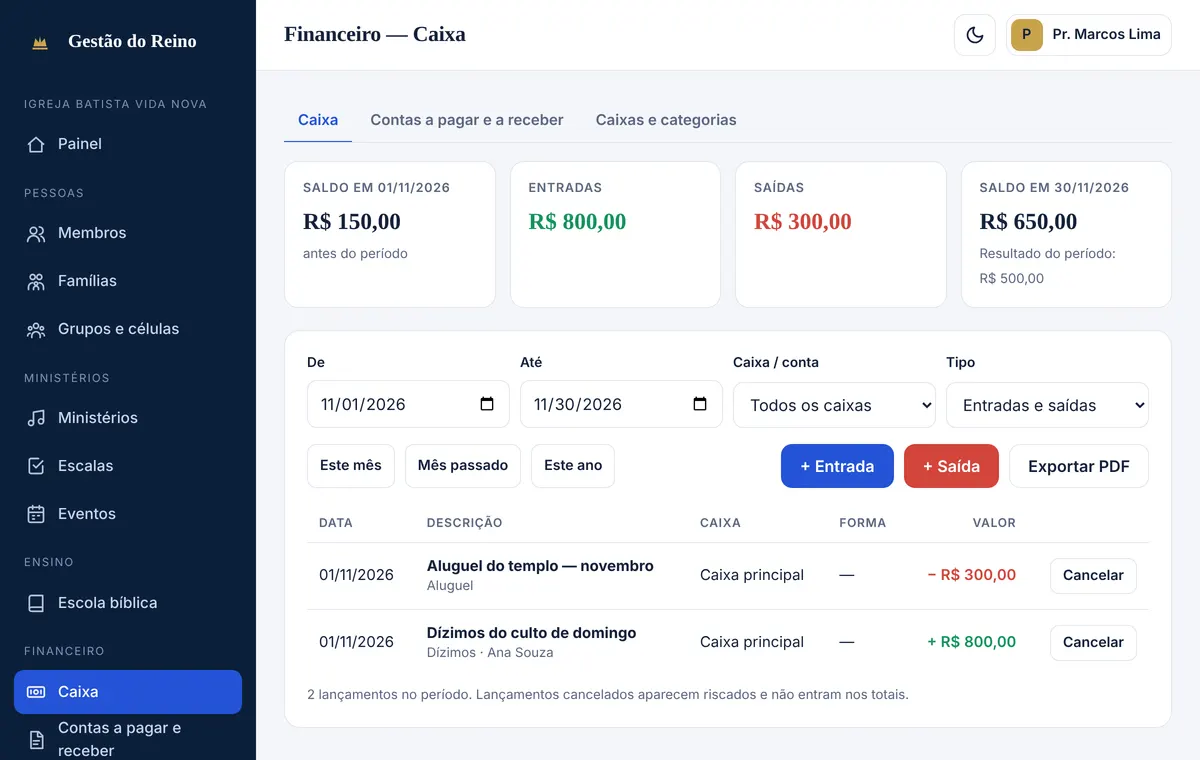 Gestão do Reino
IGREJA BATISTA VIDA NOVA
Painel
PESSOAS
Membros
Famílias
Grupos e células
MINISTÉRIOS
Ministérios
Escalas
Eventos
ENSINO
Escola bíblica
FINANCEIRO
Caixa
Contas a pagar e
receber
Financeiro — Caixa
P
Pr. Marcos Lima
Caixa
Contas a pagar e a receber
Caixas e categorias
SALDO EM 01/11/2026
R$ 150,00
antes do período
ENTRADAS
R$ 800,00
SAÍDAS
R$ 300,00
SALDO EM 30/11/2026
R$ 650,00
Resultado do período:
R$ 500,00
De
11/01/2026
Até
11/30/2026
Caixa / conta
Todos os caixas
Tipo
Entradas e saídas
Este mês
Mês passado
Este ano
+ Entrada
+ Saída
Exportar PDF
DATA DESCRIÇÃO CAIXA FORMA VALOR
01/11/2026 Aluguel do templo — novembro Caixa principal — − R$ 300,00 Cancelar
Aluguel
01/11/2026 Dízimos do culto de domingo Caixa principal — + R$ 800,00 Cancelar
Dízimos · Ana Souza
2 lançamentos no período. Lançamentos cancelados aparecem riscados e não entram nos totais.